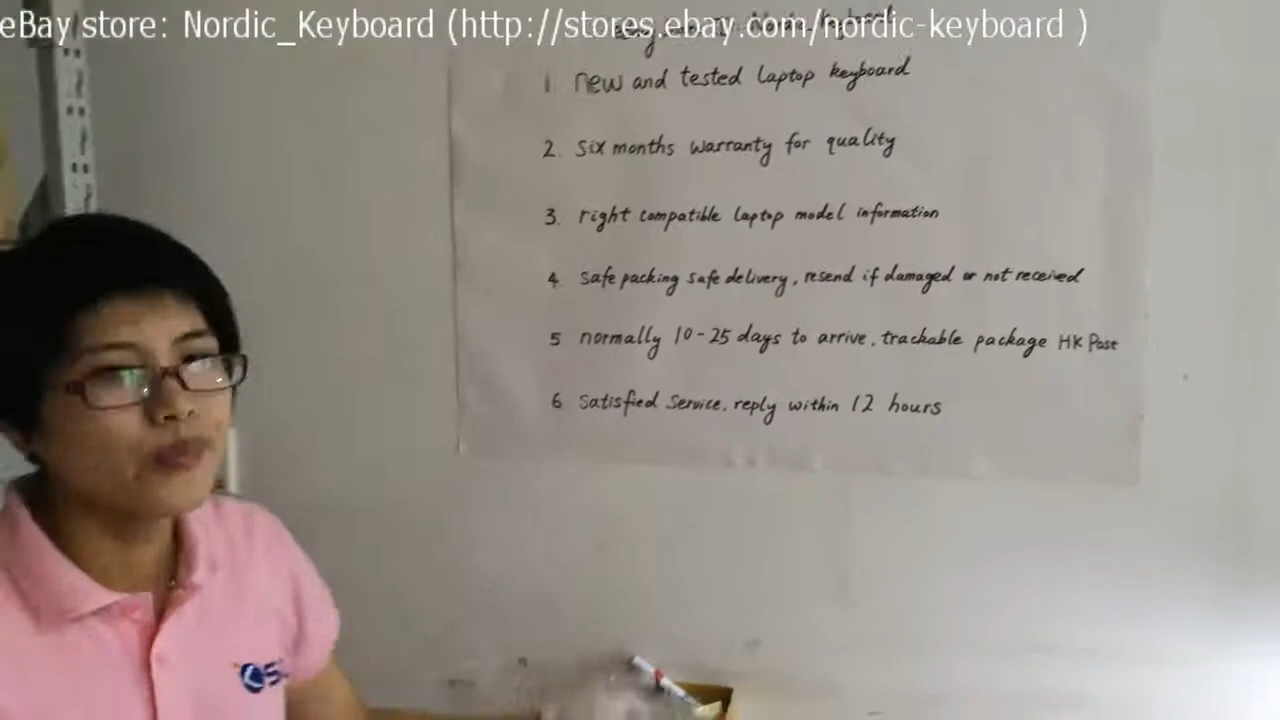 eBay store: Nordic_Keyboard (http://stores.ebay.com/nordic-keyboard )
1 new and tested laptop keyboard
2. six months warranty for quality
3. right compatible laptop model information
4 safe packing safe delivery, resend if damaged or not received
5 normally 10-25 days to arrive, trackable package HK Post
6 satisfied service, reply within 12 hours